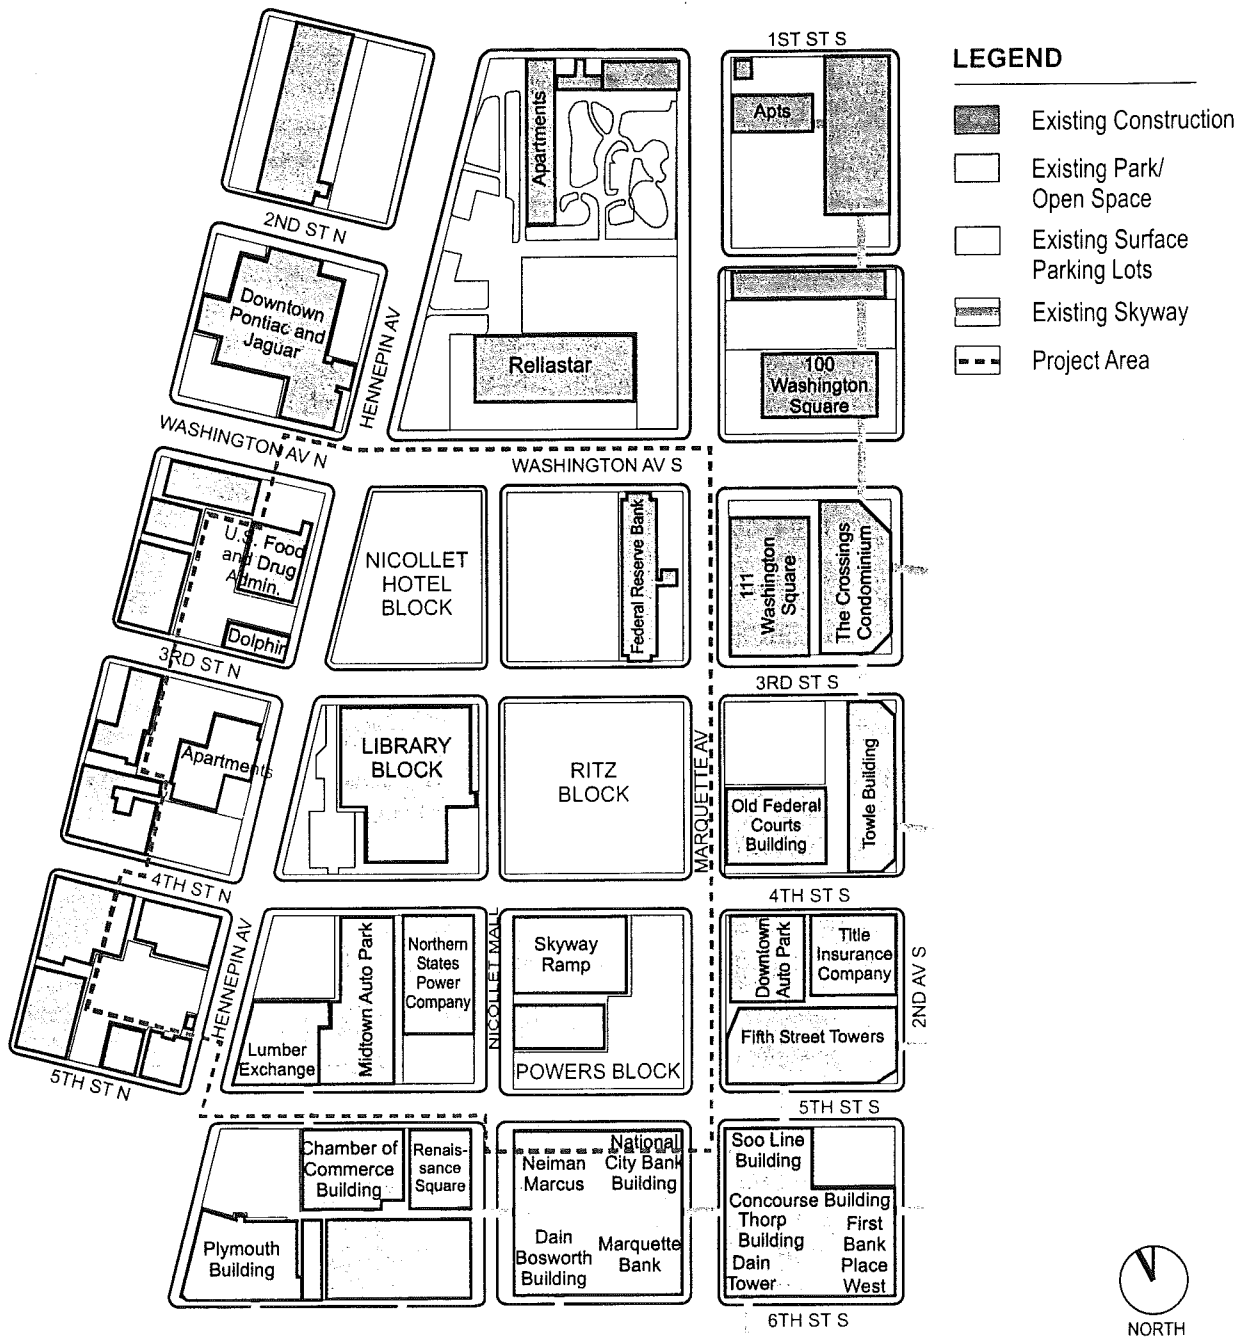 1ST ST S
LEGEND
Existing Construction
Existing Park/
Open Space
Existing Surface
Parking Lots
Existing Skyway
Project Area
Apartments
Apts
2ND ST N
Downtown
Pontiac and
Jaguar
HENNEPIN AV
Reliastar
100
Washington
Square
WASHINGTON AV N
WASHINGTON AV S
U.S. Food
and Drug
Admin.
Dolphin
NICOLLET
HOTEL
BLOCK
Federal Reserve Bank
111
Washington
Square
The Crossings
Condominium
3RD ST N
3RD ST S
Apartments
LIBRARY
BLOCK
RITZ
BLOCK
MARQUETTE AV
Old Federal
Courts
Building
Towle Building
4TH ST N
4TH ST S
HENNEPIN AV
Lumber
Exchange
Midtown Auto Park
Northern
States
Power
Company
NICOLLET MALL
Skyway
Ramp
POWERS BLOCK
Downtown
Auto Park
Title
Insurance
Company
Fifth Street Towers
2ND AV S
5TH ST N
5TH ST S
Chamber of
Commerce
Building
Renais-
sance
Square
Plymouth
Building
Neiman
Marcus
National
City Bank
Building
Dain
Bosworth
Building
Marquette
Bank
Soo Line
Building
Concourse Building
Thorp
Building
Dain
Tower
First
Bank
Place
West
6TH ST S
NORTH